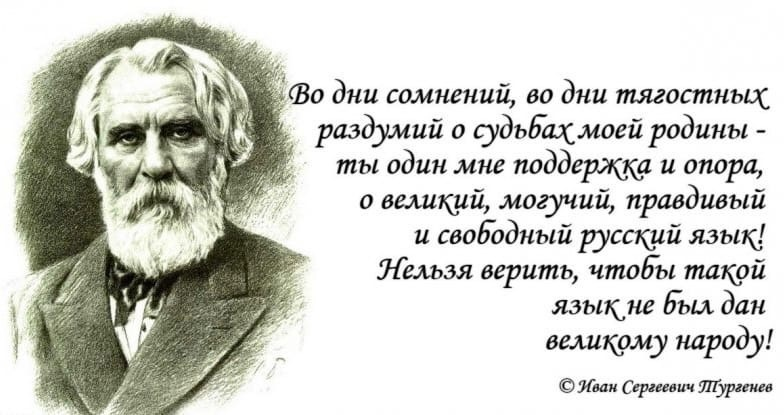 Во дни сомнений, во дни тягостных
раздумий о судьбах моей родины -
ты один мне поддержка и опора,
о великий, могучий, правдивый
и свободный русский язык!
Нельзя верить, чтобы такой
язык не был дан
великому народу!
© Иван Сергеевич Тургенев